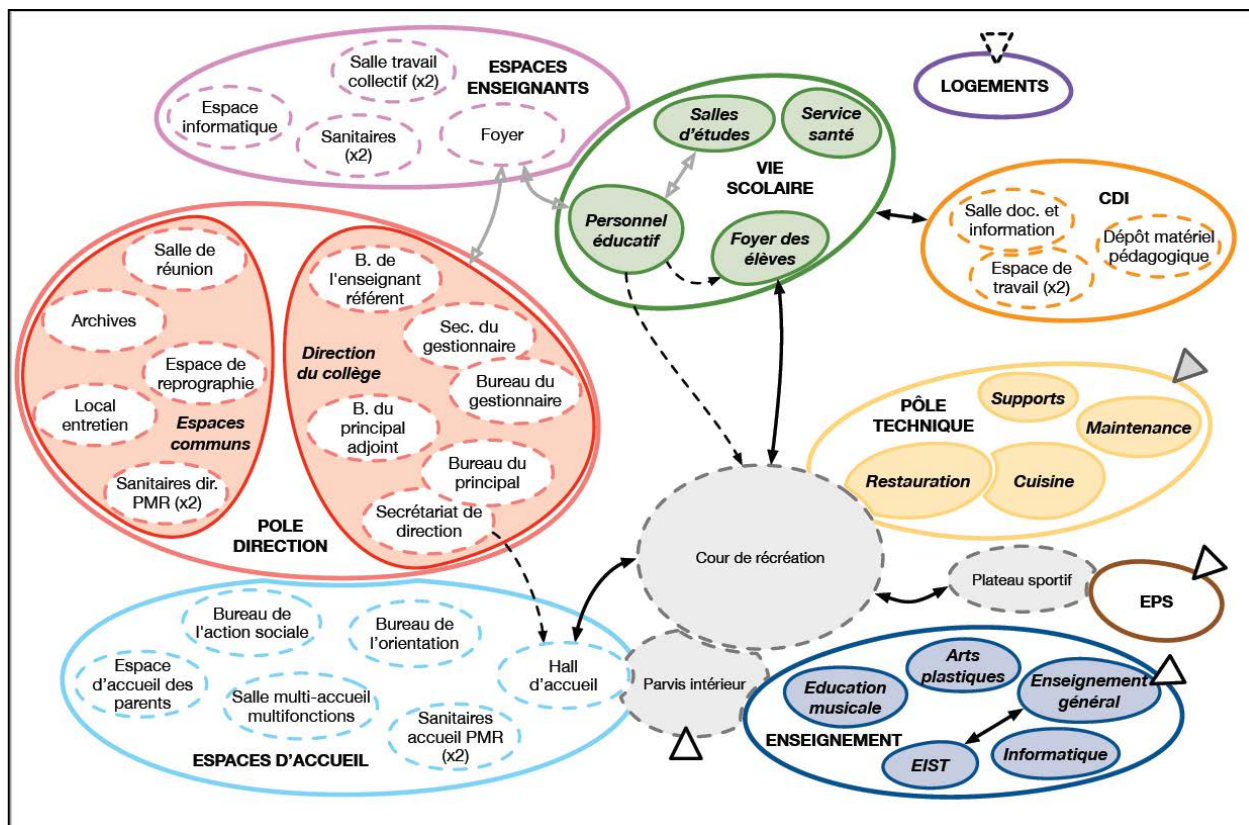 ESPACES
ENSEIGNANTS
Salle travail
collectif (x2)
Espace
informatique
Sanitaires
(x2)
Foyer
VIE
SCOLAIRE
Salles
d'études
Service
santé
Personnel
éducatif
Foyer des
élèves
LOGEMENTS
CDI
Salle doc. et
information
Dépôt matériel
pédagogique
Espace de
travail (x2)
Salle de
réunion
Archives
Espace de
reprographie
Local
entretien
Espaces
communs
Sanitaires dir.
PMR (x2)
B. de
l'enseignant
référent
Sec. du
gestionnaire
Direction
du collège
Bureau du
gestionnaire
B. du
principal
adjoint
Bureau du
principal
Secrétariat de
direction
POLE
DIRECTION
PÔLE
TECHNIQUE
Supports
Maintenance
Restauration
Cuisine
Cour de récréation
Plateau sportif
EPS
Bureau de
l'action sociale
Bureau de
l'orientation
Espace
d'accueil des
parents
Salle multi-accueil
multifonctions
Sanitaires
accueil PMR
(x2)
Hall
d'accueil
ESPACES D'ACCUEIL
Parvis intérieur
Education
musicale
Arts
plastiques
Enseignement
général
ENSEIGNEMENT
EIST
Informatique